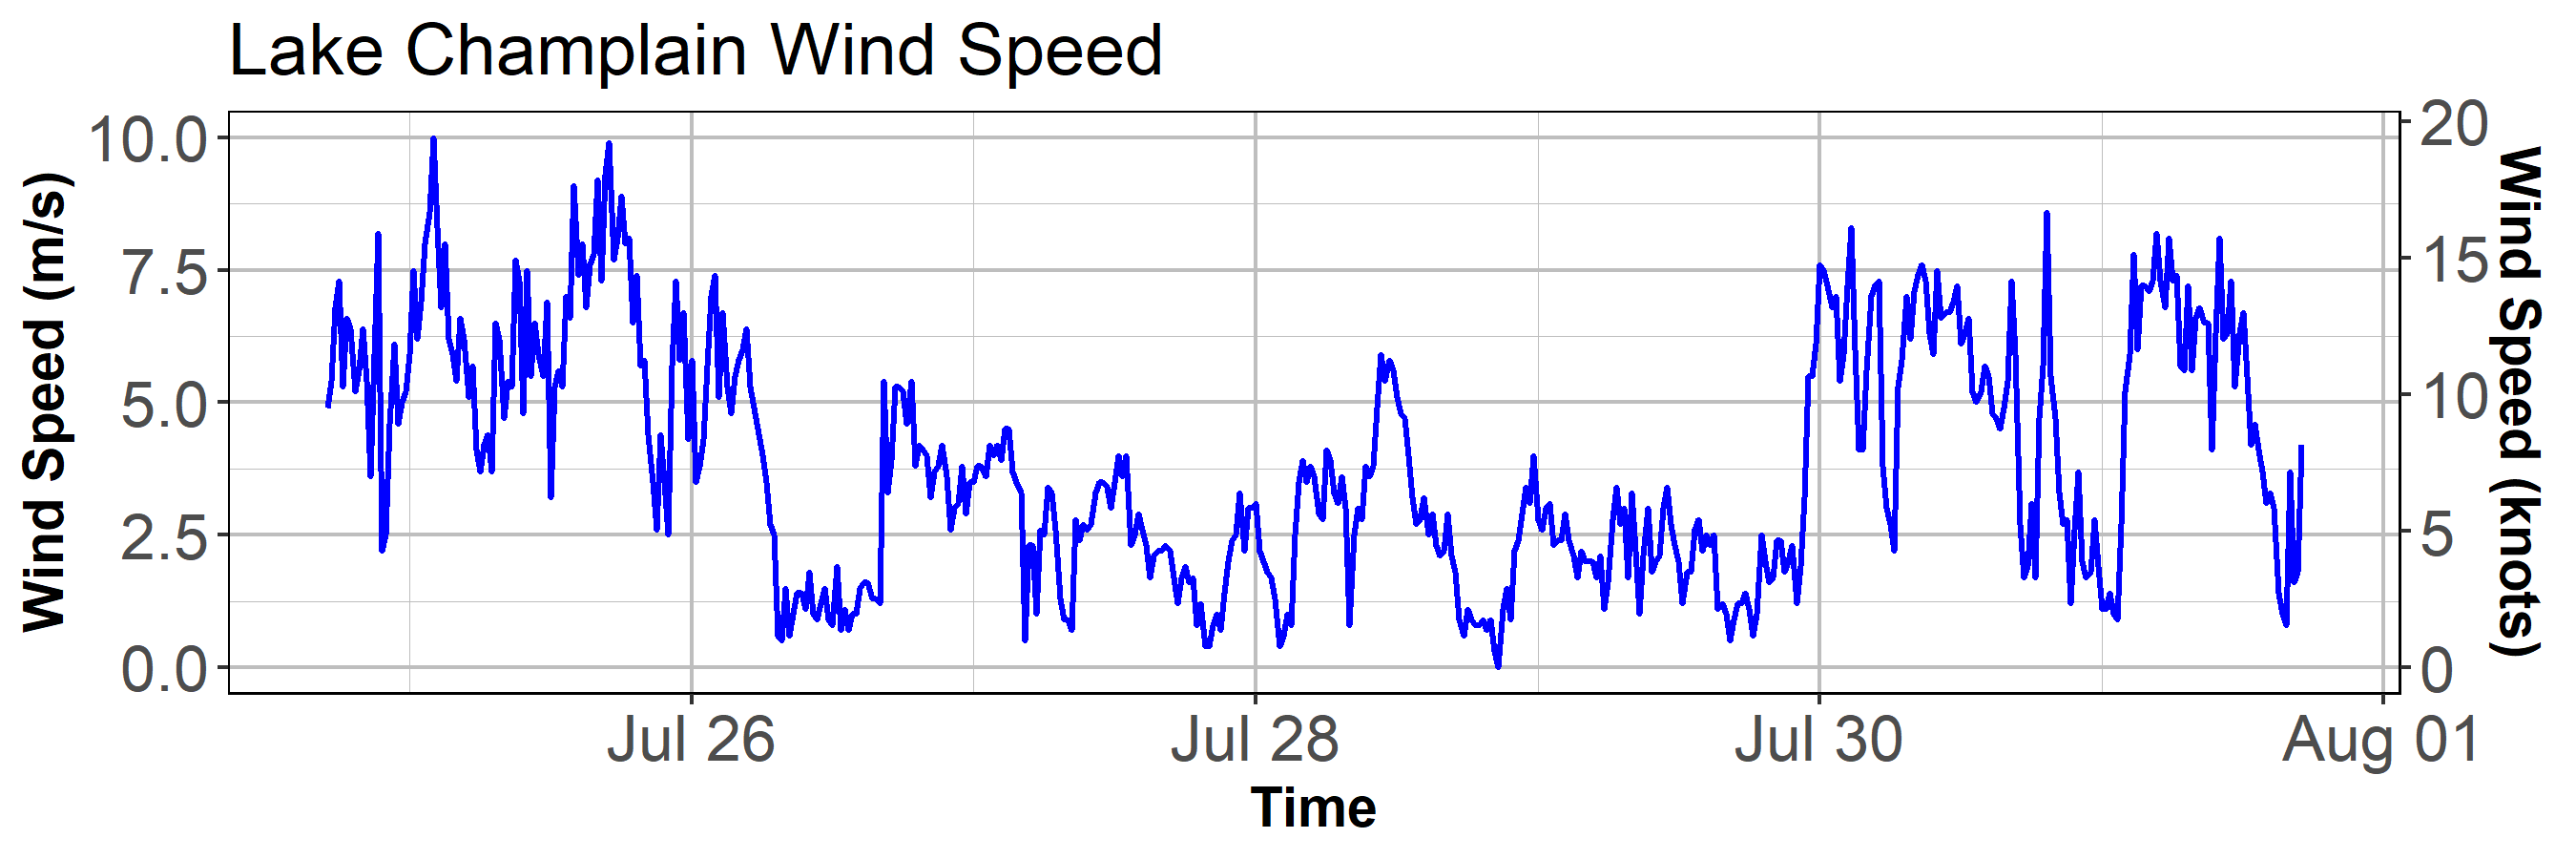 Lake Champlain Wind Speed
Wind Speed (m/s)
10.0
7.5
5.0
2.5
0.0
20
15
10
5
0
Wind Speed (knots)
Jul 26
Jul 28
Jul 30
Aug 01
Time